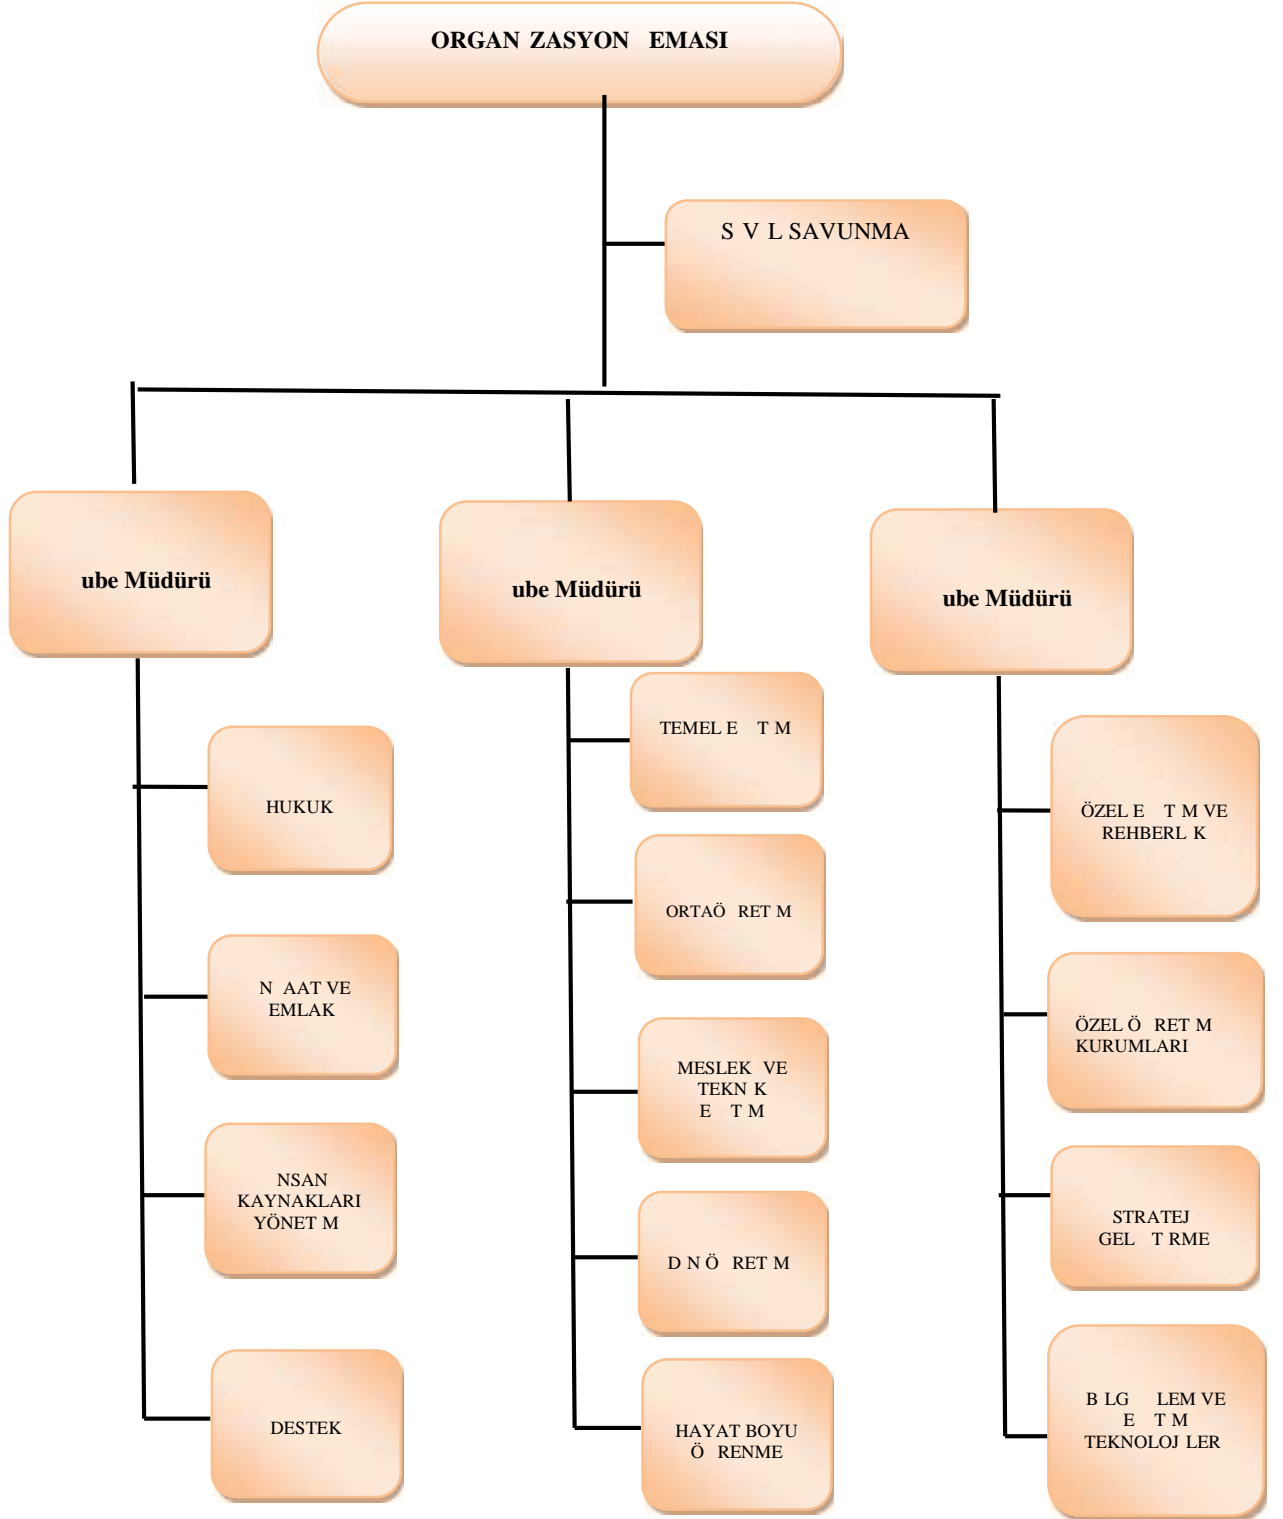 ORGAN ZASYON EMASI
S V L SAVUNMA
ube Müdürü
ube Müdürü
ube Müdürü
HUKUK
N AAT VE
EMLAK
NSAN
KAYNAKLARI
YÖNET M
DESTEK
TEMEL E T M
ORTAÖ RET M
MESLEK VE
TEKN K
E T M
D N Ö RET M
HAYAT BOYU
Ö RENME
ÖZEL E T M VE
REHBERL K
ÖZEL Ö RET M
KURUMLARI
STRATEJ
GEL T RME
B LG LEM VE
E T M
TEKNOLOJ LER